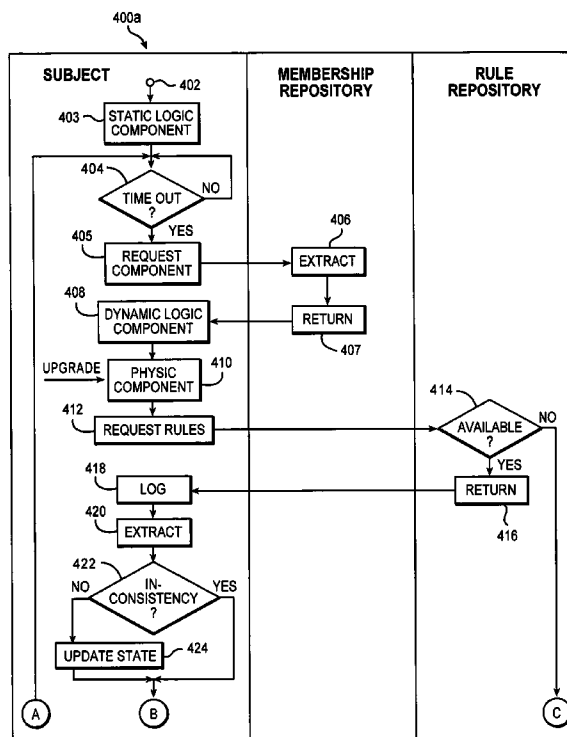 400a
SUBJECT
MEMBERSHIP
REPOSITORY
RULE
REPOSITORY
402
403
STATIC LOGIC
COMPONENT
404
TIME OUT
?
NO
YES
405
REQUEST
COMPONENT
406
EXTRACT
408
DYNAMIC LOGIC
COMPONENT
RETURN
407
UPGRADE
PHYSIC
COMPONENT
410
412
REQUEST RULES
414
AVAILABLE
?
NO
YES
418
LOG
RETURN
416
420
EXTRACT
422
NO
IN-
CONSISTENCY
?
YES
UPDATE STATE
424
A
B
C